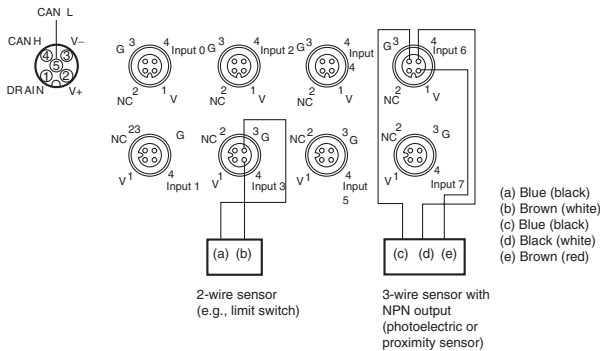 CAN L
CAN H
V−
4 3
5
1 2
DRAIN
V+
G 3 4 Input 0
NC 2 1 V
G 3 4 Input 2
NC 2 1 V
G 3 4 Input 4
NC 2 1 V
G 3 4 Input 6
NC 2 1 V
NC 23 G
V 1 Input 1
NC 2 3 G
V 1 4 Input 3
NC 2 3 G
V 1 4 Input 5
NC 2 3 G
V 1 4 Input 7
(a) (b)
(c) (d) (e)
2-wire sensor
(e.g., limit switch)
3-wire sensor with
NPN output
(photoelectric or
proximity sensor)
(a) Blue (black)
(b) Brown (white)
(c) Blue (black)
(d) Black (white)
(e) Brown (red)